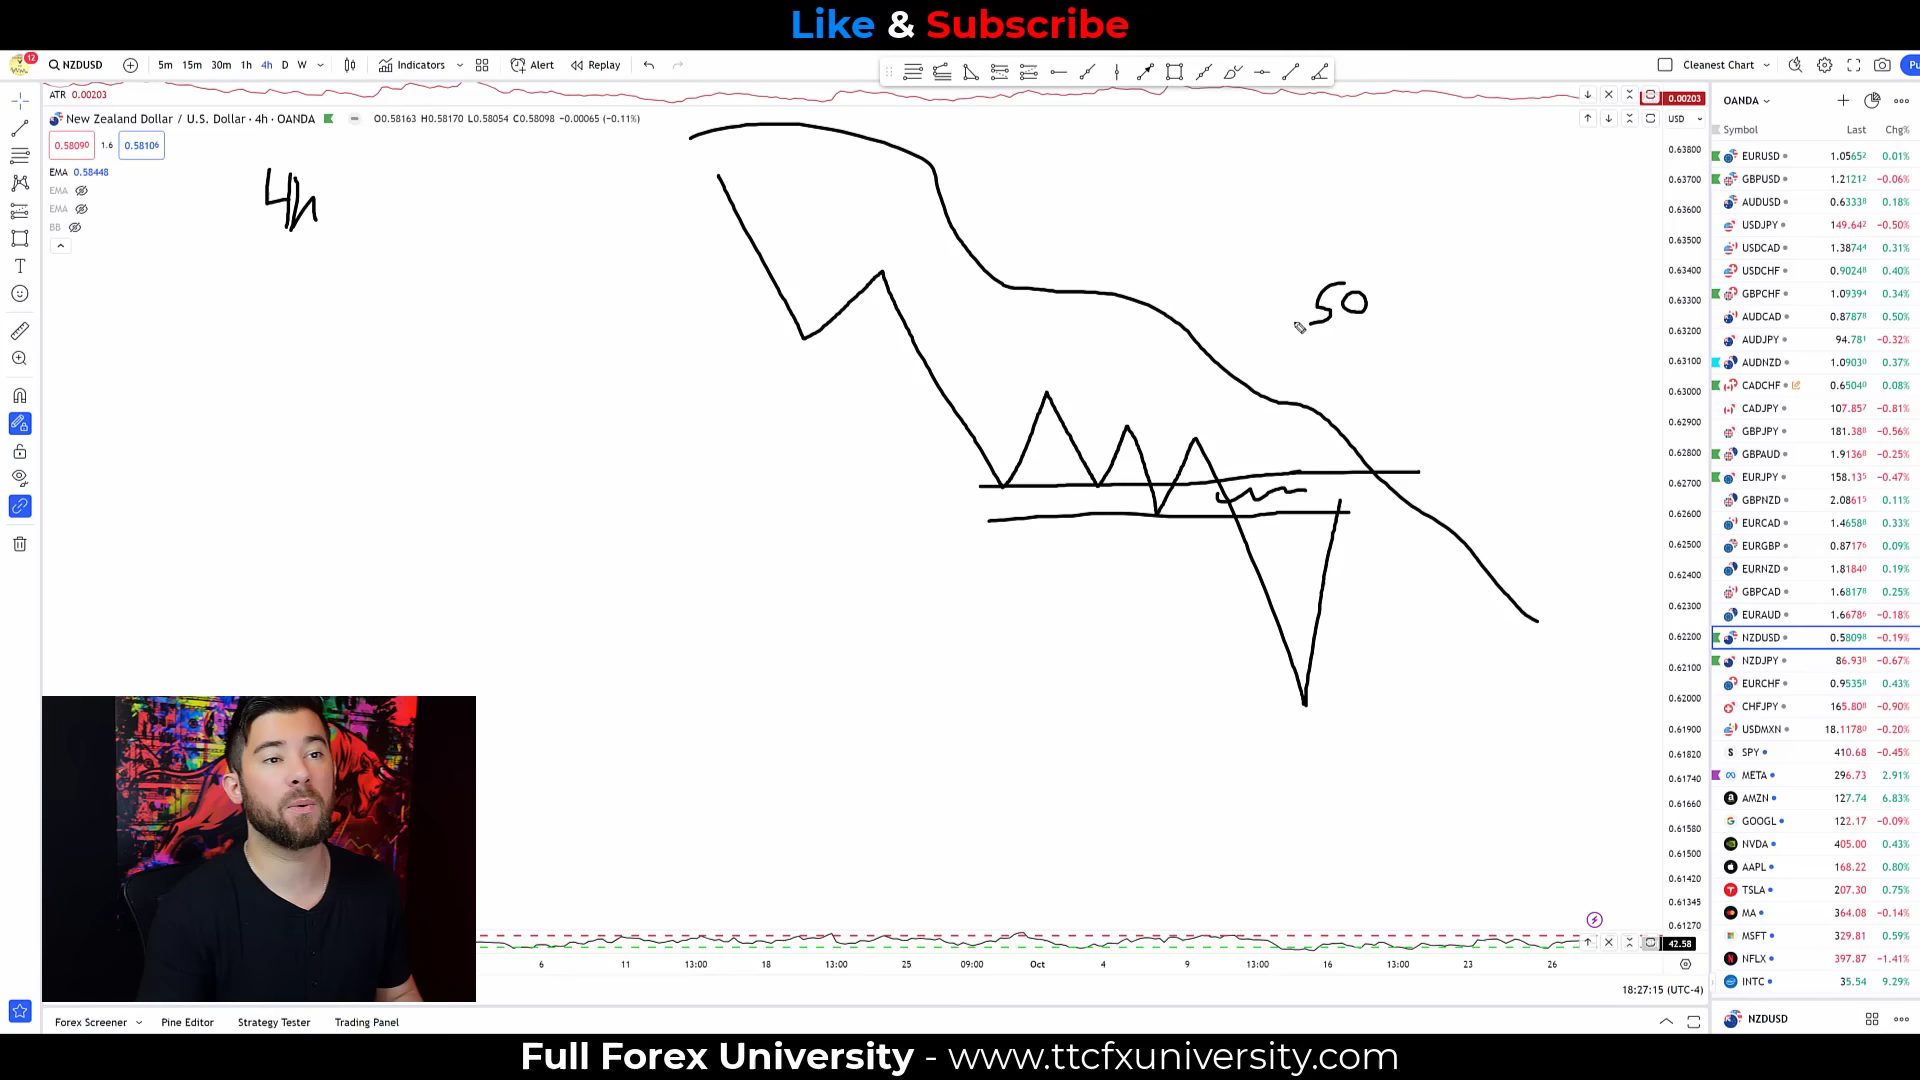 Like & Subscribe
12 NZDUSD 5m 15m 30m 1h 4h D W Indicators Alert Replay Cleanest Chart Pu
ATR 0.00203
0.00203
New Zealand Dollar / U.S. Dollar · 4h · OANDA O0.58163 H0.58170 L0.58054 C0.58098 −0.00065 (−0.11%)
USD
0.58090 1.6 0.58106
EMA 0.58448
EMA
EMA
BB
4h
50
0.63800
0.63700
0.63600
0.63500
0.63400
0.63300
0.63200
0.63100
0.63000
0.62900
0.62800
0.62700
0.62600
0.62500
0.62400
0.62300
0.62200
0.62100
0.62000
0.61900
0.61820
0.61740
0.61660
0.61580
0.61500
0.61420
0.61345
0.61270
42.58
6 11 13:00 18 13:00 25 09:00 Oct 4 9 13:00 16 13:00 23 26
18:27:15 (UTC-4)
OANDA
Symbol Last Chg%
EURUSD 1.05652 0.01%
GBPUSD 1.21212 −0.06%
AUDUSD 0.63338 0.18%
USDJPY 149.642 −0.50%
USDCAD 1.38744 0.31%
USDCHF 0.90248 0.40%
GBPCHF 1.09394 0.34%
AUDCAD 0.87878 0.50%
AUDJPY 94.781 −0.32%
AUDNZD 1.09030 0.37%
CADCHF 0.65040 0.08%
CADJPY 107.857 −0.81%
GBPJPY 181.388 −0.56%
GBPAUD 1.91368 −0.25%
EURJPY 158.135 −0.47%
GBPNZD 2.08615 0.11%
EURCAD 1.46588 0.33%
EURGBP 0.87176 0.09%
EURNZD 1.81840 0.19%
GBPCAD 1.68178 0.25%
EURAUD 1.66786 −0.18%
NZDUSD 0.58098 −0.19%
NZDJPY 86.938 −0.67%
EURCHF 0.95358 0.43%
CHFJPY 165.808 −0.90%
USDMXN 18.11780 −0.20%
SPY 410.68 −0.45%
META 296.73 2.91%
AMZN 127.74 6.83%
GOOGL 122.17 −0.09%
NVDA 405.00 0.43%
AAPL 168.22 0.80%
TSLA 207.30 0.75%
MA 364.08 −0.14%
MSFT 329.81 0.59%
NFLX 397.87 −1.41%
INTC 35.54 9.29%
NZDUSD
Forex Screener Pine Editor Strategy Tester Trading Panel
Full Forex University - www.ttcfxuniversity.com